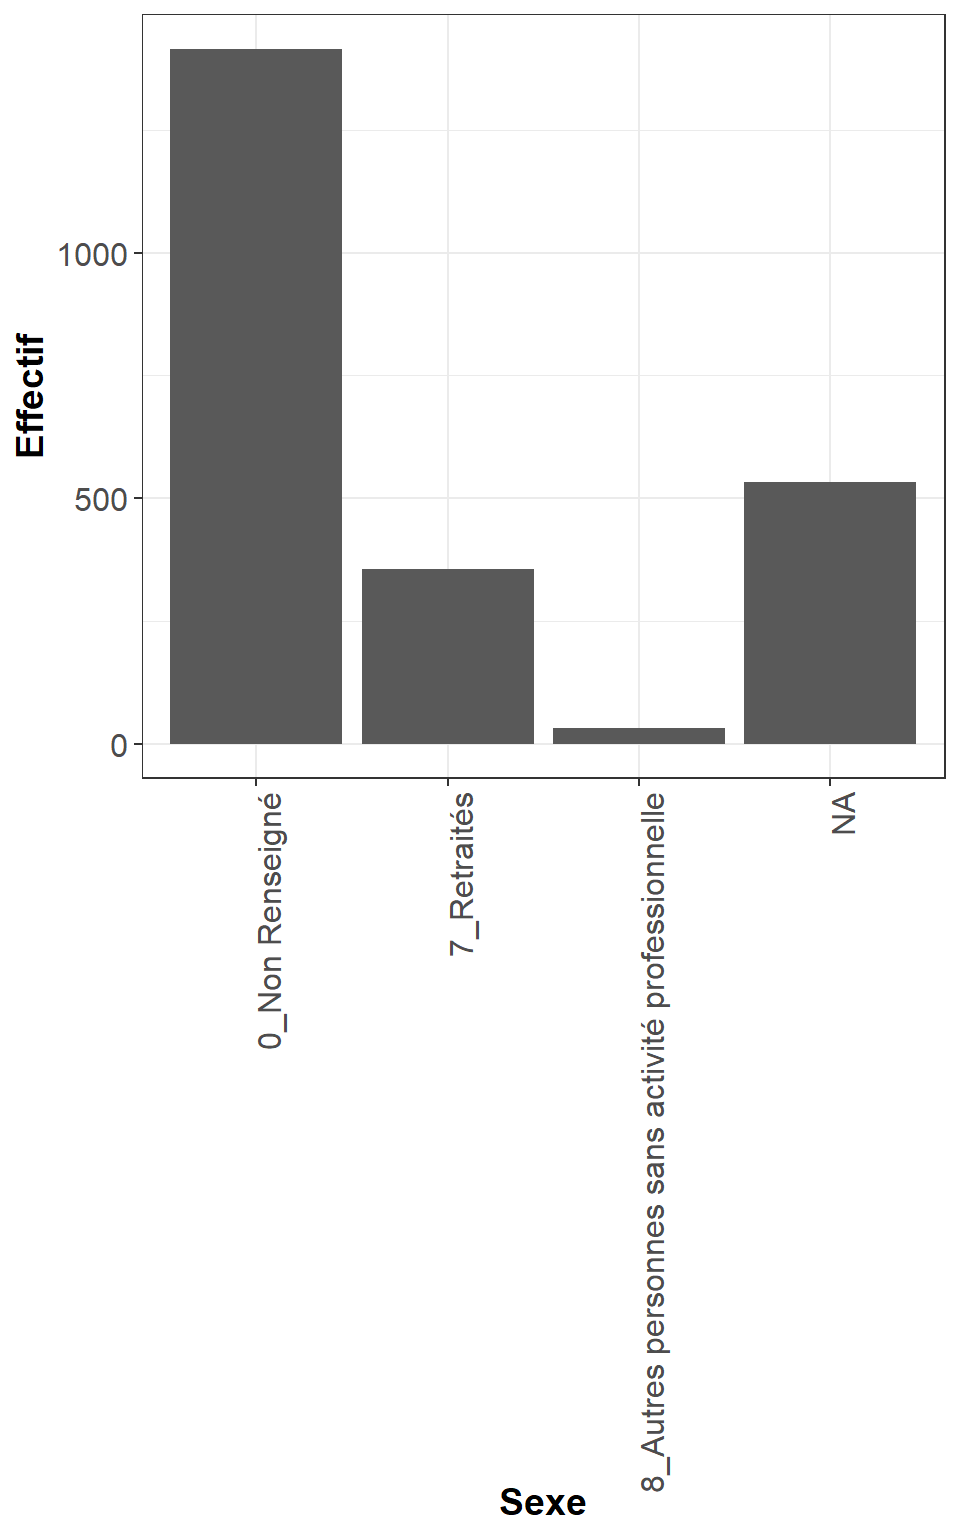 Effectif
1000
500
0
0_Non Renseigné
7_Retraités
8_Autres personnes sans activité professionnelle
NA
Sexe